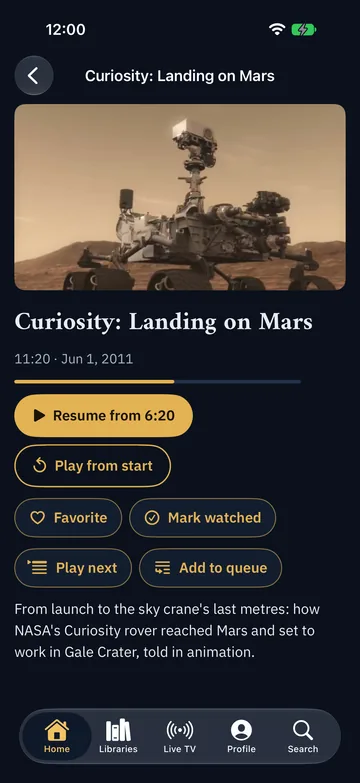 12:00
Curiosity: Landing on Mars
Curiosity: Landing on Mars
11:20 · Jun 1, 2011
Resume from 6:20
Play from start
Favorite
Mark watched
Play next
Add to queue
From launch to the sky crane's last metres: how
NASA's Curiosity rover reached Mars and set to
work in Gale Crater, told in animation.
Home
Libraries
Live TV
Profile
Search